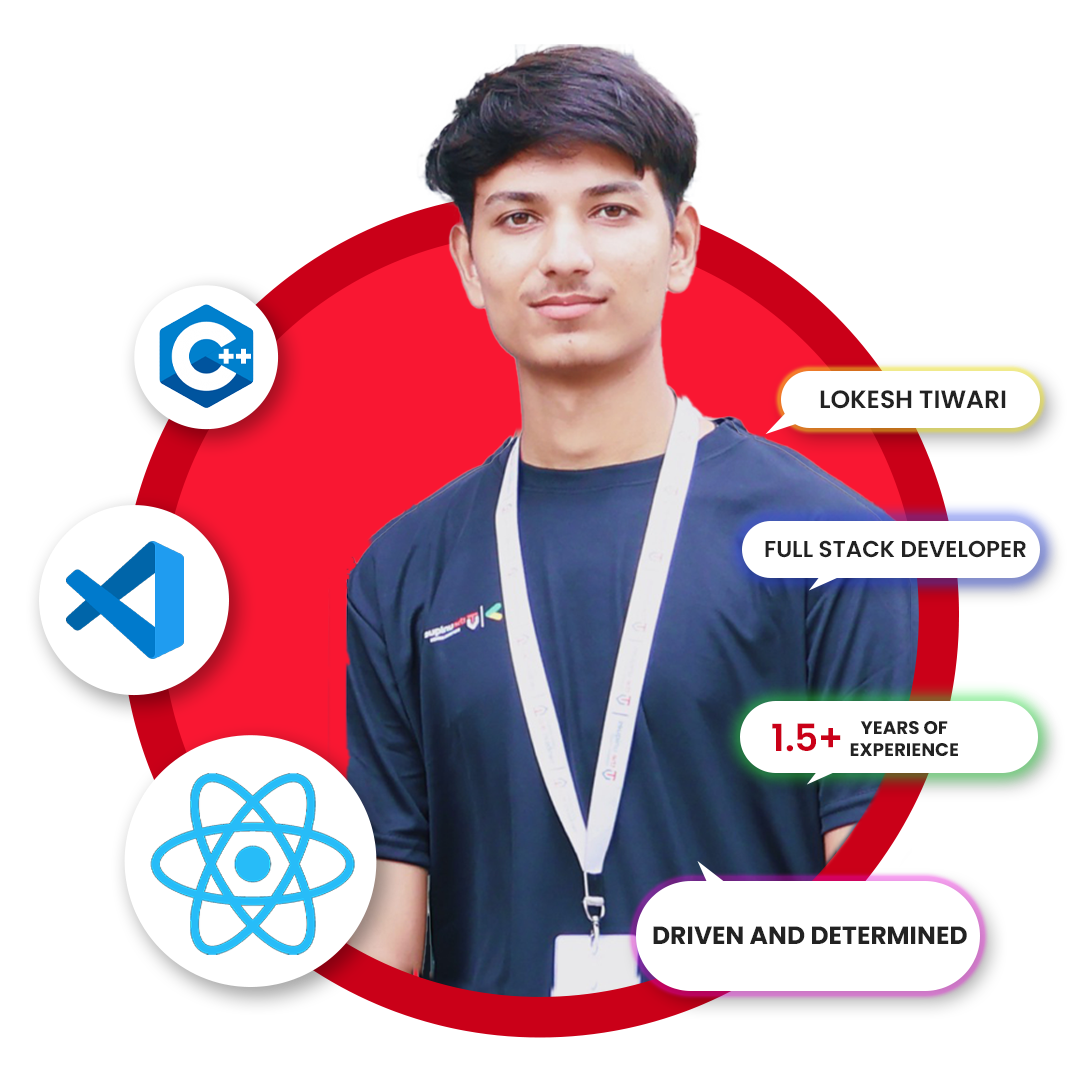 C++
LOKESH TIWARI
FULL STACK DEVELOPER
1.5+ YEARS OF
EXPERIENCE
DRIVEN AND DETERMINED